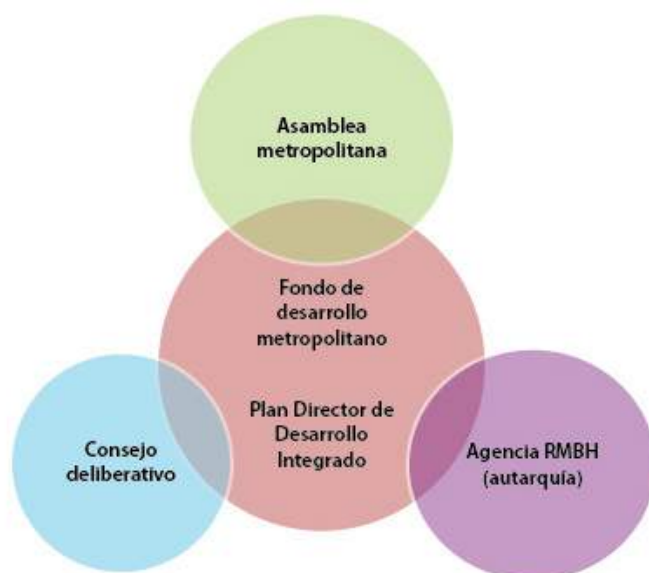 Asamblea
metropolitana
Fondo de
desarrollo
metropolitano
Plan Director de
Desarrollo
Integrado
Consejo
deliberativo
Agencia RMBH
(autarquía)